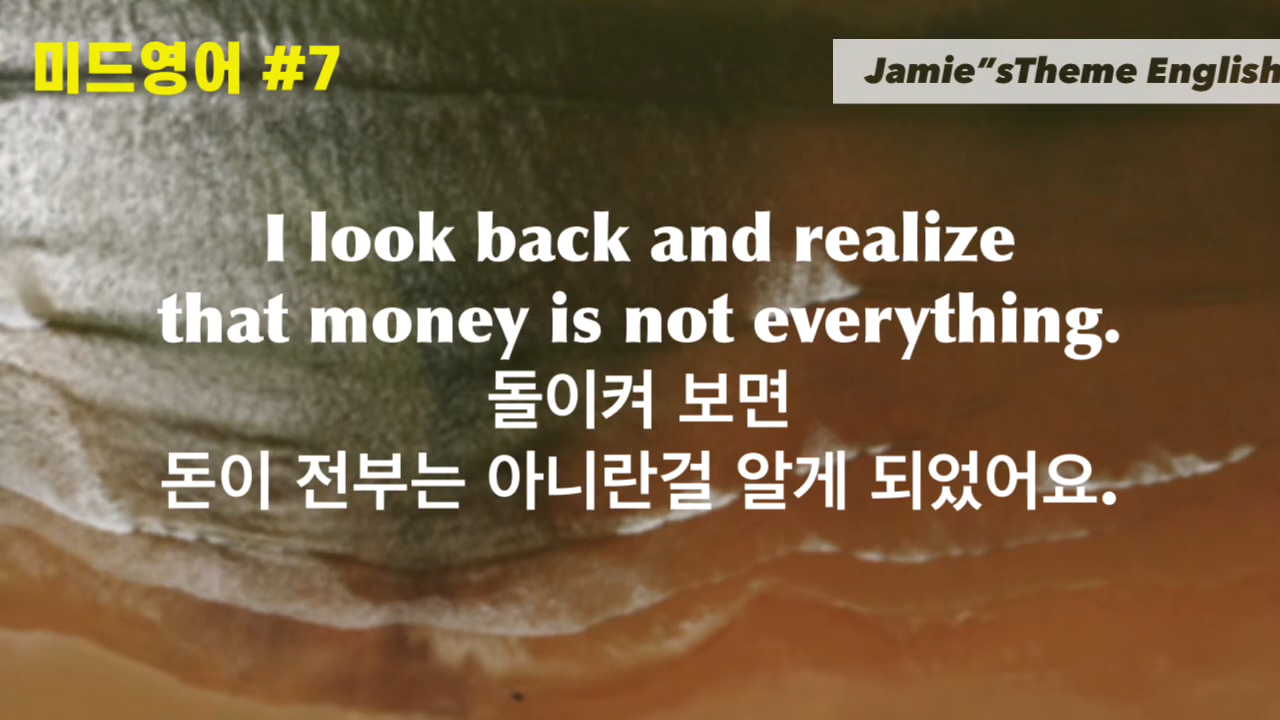 미드영어 #7
Jamie”sTheme English
I look back and realize
that money is not everything.
돌이켜 보면
돈이 전부는 아니란걸 알게 되었어요.